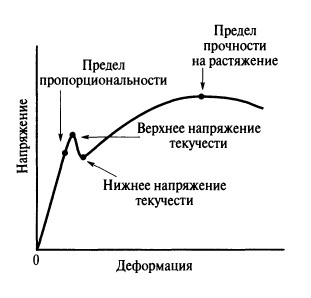 Предел
прочности
на растяжение
Предел
пропорциональности
Верхнее напряжение
текучести
Нижнее напряжение
текучести
Напряжение
0
Деформация